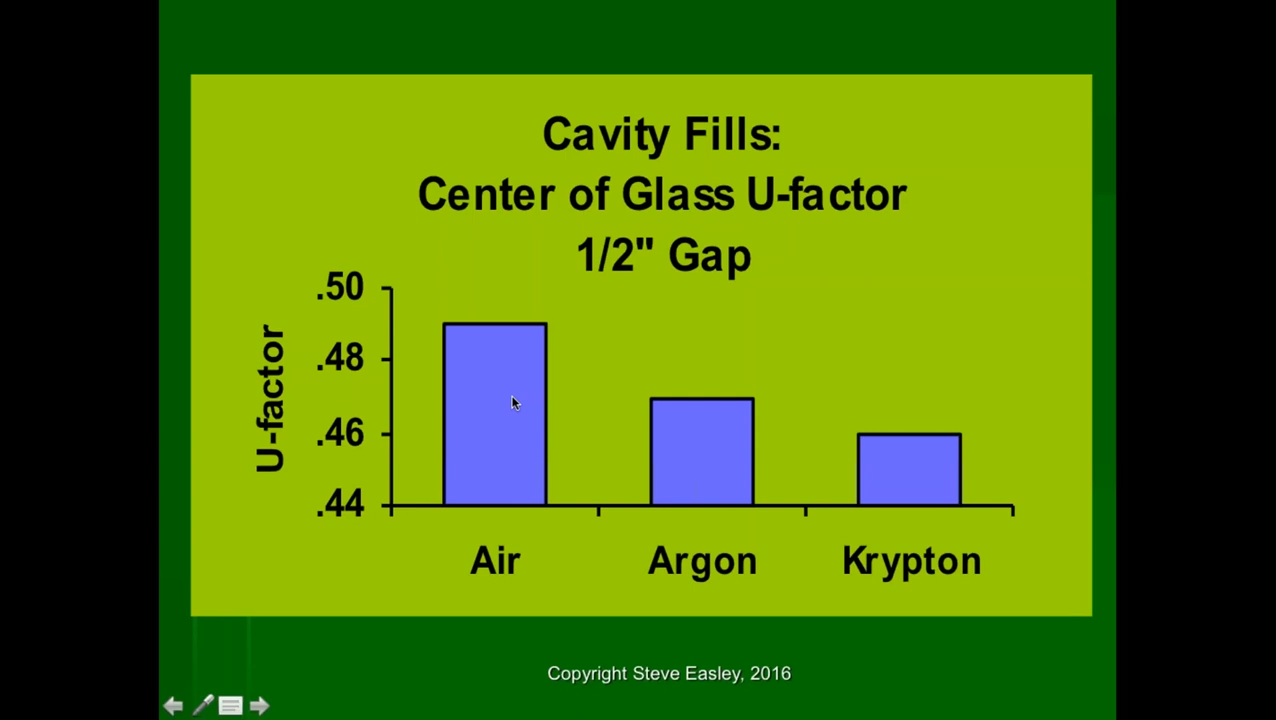 Cavity Fills:
Center of Glass U-factor
1/2" Gap
U-factor
.50
.48
.46
.44
Air Argon Krypton
Copyright Steve Easley, 2016